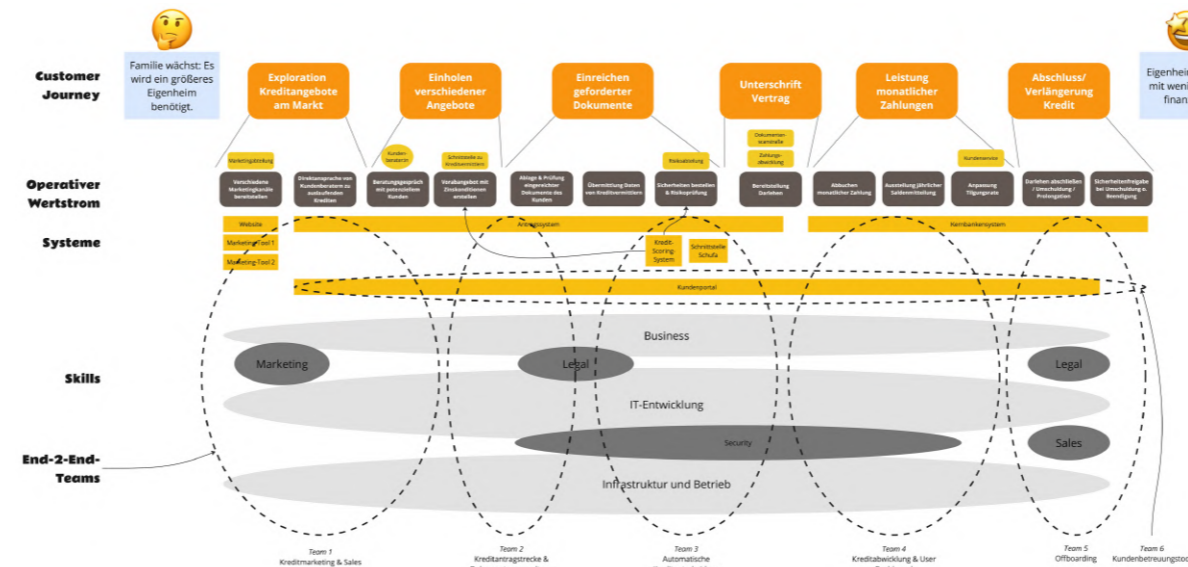 Customer
Journey
Familie wächst: Es
wird ein größeres
Eigenheim
benötigt.
Exploration
Kreditangebote
am Markt
Einholen
verschiedener
Angebote
Einreichen
geforderter
Dokumente
Unterschrift
Vertrag
Leistung
monatlicher
Zahlungen
Abschluss/
Verlängerung
Kredit
Eigenheim
mit
finan
Operativer
Wertstrom
Marketingabteilung
Kunden-
beraterin
Schnittstelle zu
Kreditvermittlern
Risikoabteilung
Dokumenten-
scanstraße
Zahlungs-
abwicklung
Kundenservice
Verschiedene
Marketingkanäle
bereitstellen
Direktansprache von
Kundenberatern zu
auslaufenden
Krediten
Beratungsgespräch
mit potenziellem
Kunden
Vorabangebot mit
Zinskonditionen
erstellen
Ablage & Prüfung
eingereichter
Dokumente des
Kunden
Übermittlung Daten
von Kreditvermittlern
Sicherheiten bestellen
& Risikoprüfung
Bereitstellung
Darlehen
Abbuchen
monatlicher Zahlung
Ausstellung jährlicher
Saldenmitteilung
Anpassung
Tilgungsrate
Darlehen abschließen
/ Umschuldung /
Prolongation
Sicherheitenfreigabe
bei Umschuldung o.
Beendigung
Systeme
Website
Marketing-Tool 1
Marketing-Tool 2
Antragssystem
Kredit-
Scoring-
System
Schnittstelle
Schufa
Kernbankensystem
Kundenportal
Skills
Business
Marketing
Legal
Legal
IT-Entwicklung
Security
Sales
Infrastruktur und Betrieb
End-2-End-
Teams
Team 1
Kreditmarketing & Sales
Team 2
Kreditantragstrecke &
Team 3
Automatische
Team 4
Kreditabwicklung & User
Team 5
Offboarding
Team 6
Kundenbetreuungstoo